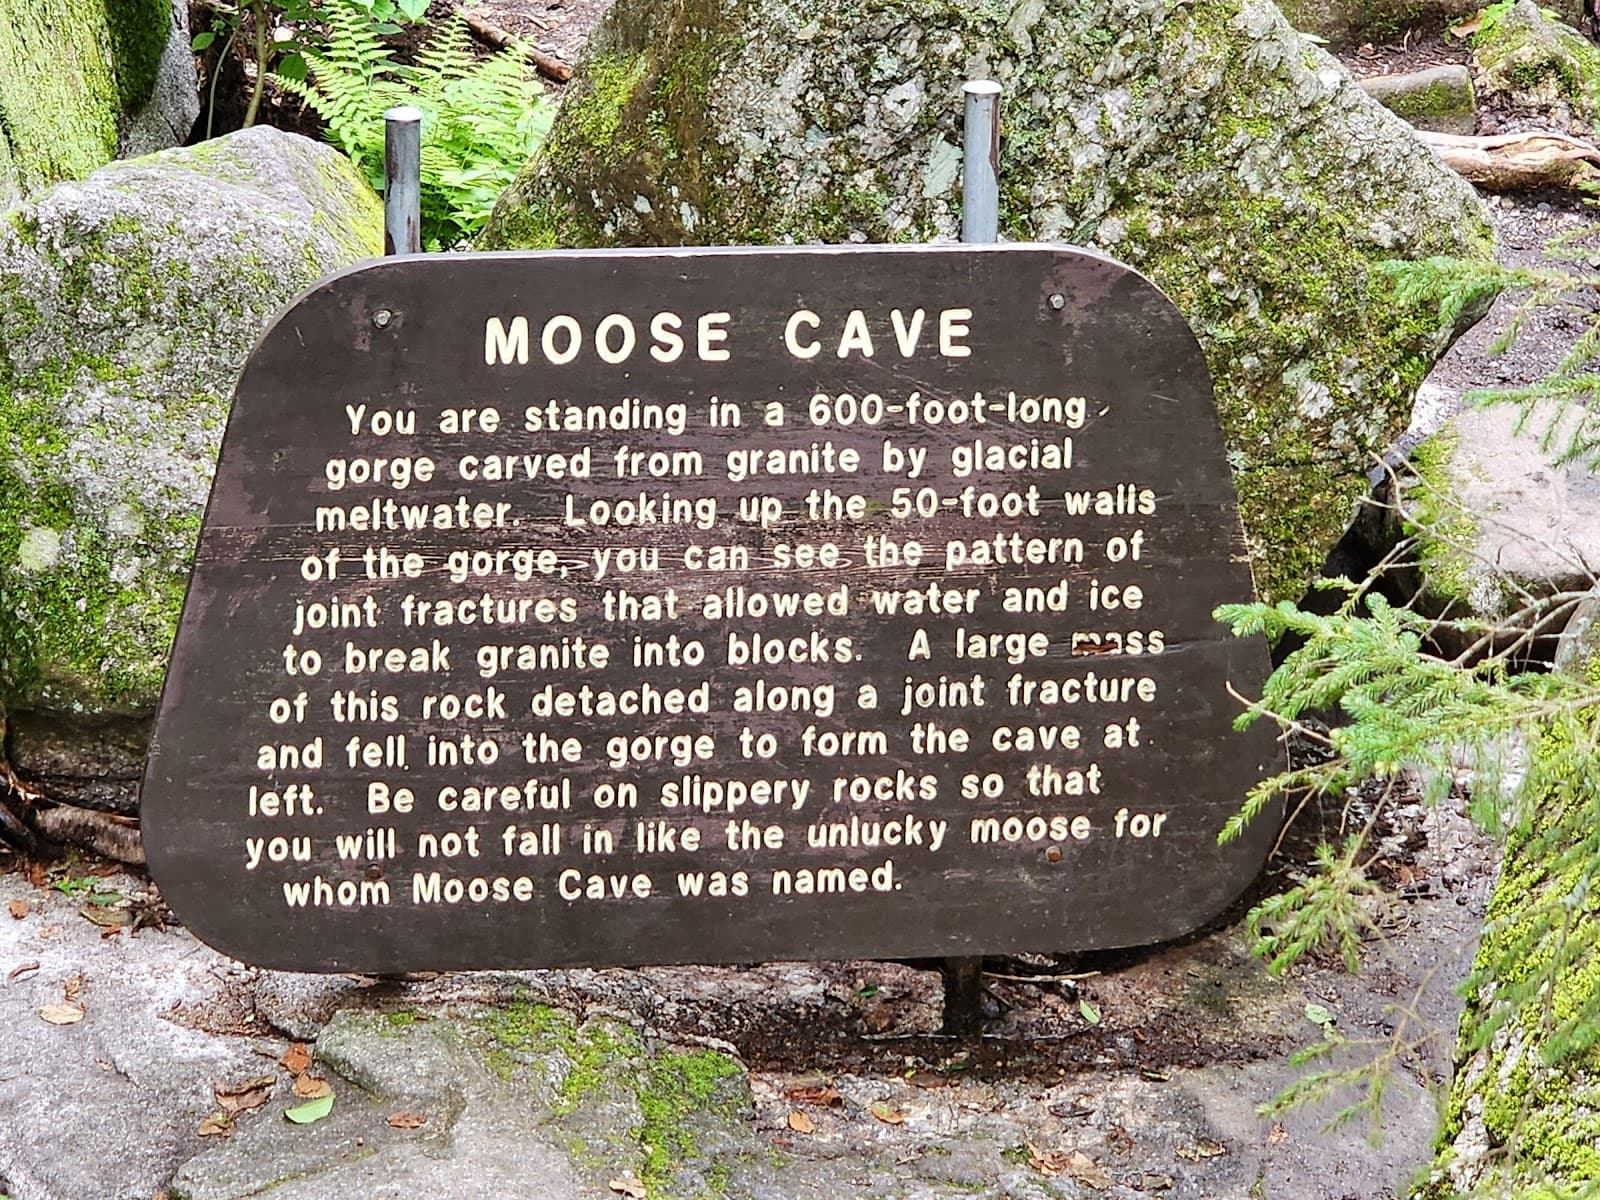 MOOSE CAVE
You are standing in a 600-foot-long
gorge carved from granite by glacial
meltwater. Looking up the 50-foot walls
of the gorge, you can see the pattern of
joint fractures that allowed water and ice
to break granite into blocks. A large mass
of this rock detached along a joint fracture
and fell into the gorge to form the cave at
left. Be careful on slippery rocks so that
you will not fall in like the unlucky moose for
whom Moose Cave was named.